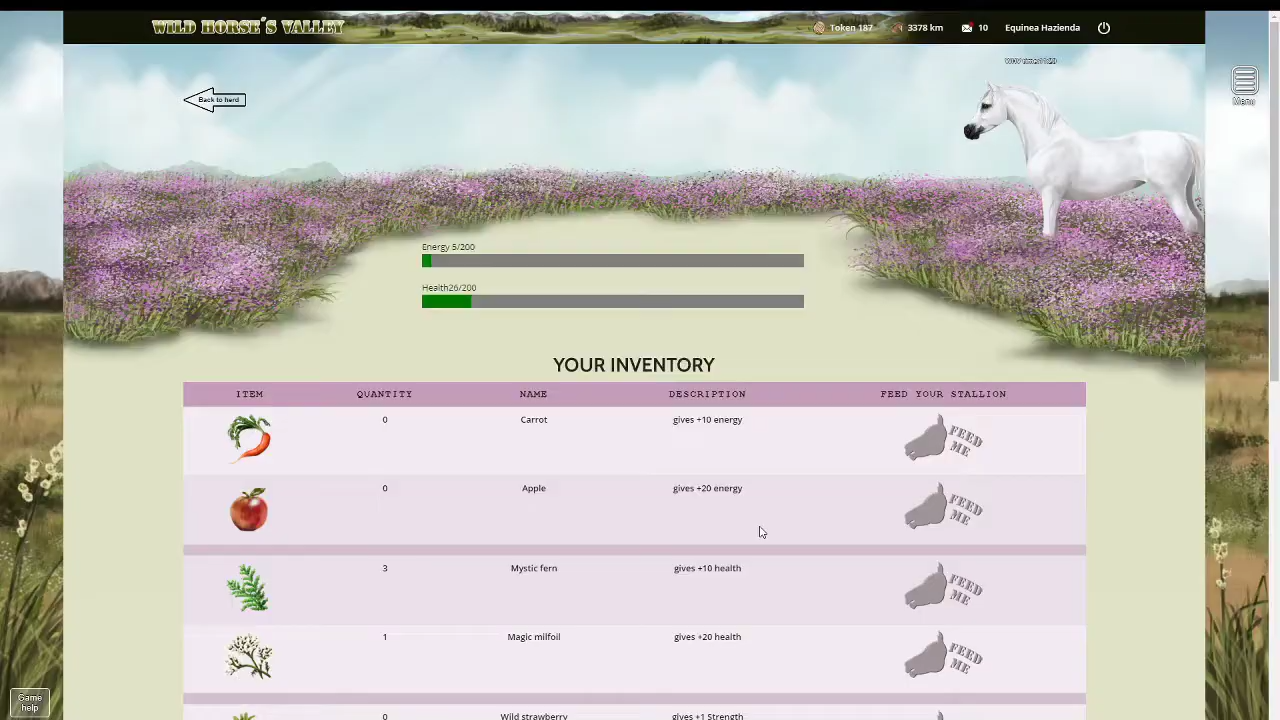 WILD HORSE'S VALLEY
Token 187
3378 km
10
Equinea Hazienda
Back to herd
Menu
Energy 5/200
Health26/200
YOUR INVENTORY
ITEM QUANTITY NAME DESCRIPTION FEED YOUR STALLION
0 Carrot gives +10 energy FEED ME
0 Apple gives +20 energy FEED ME
3 Mystic fern gives +10 health FEED ME
1 Magic milfoil gives +20 health FEED ME
0 Wild strawberry gives +1 Strength
Game
help